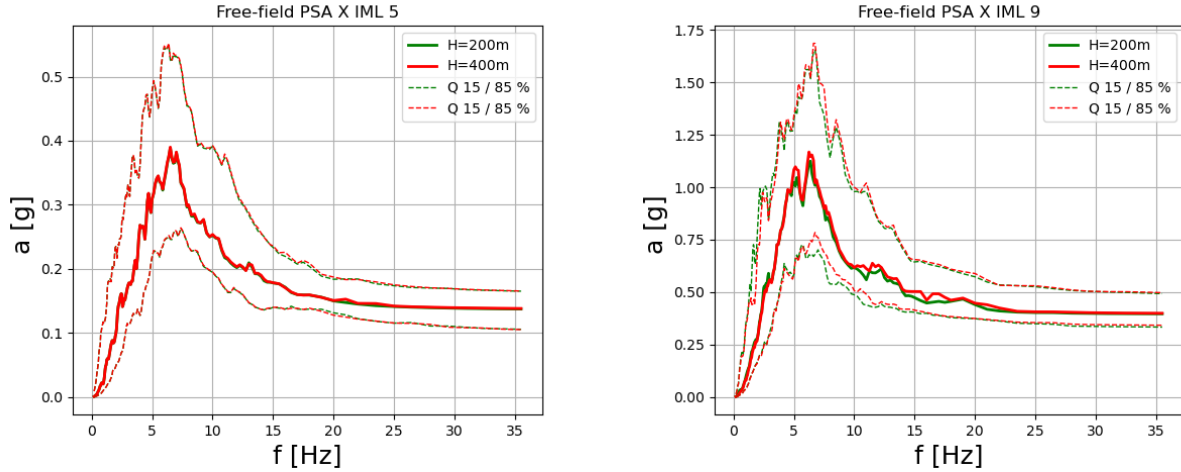 Free-field PSA X IML 5
a [g]
0.5
0.4
0.3
0.2
0.1
0.0
H=200m
H=400m
Q 15 / 85 %
Q 15 / 85 %
0 5 10 15 20 25 30 35
f [Hz]
Free-field PSA X IML 9
a [g]
1.75
1.50
1.25
1.00
0.75
0.50
0.25
0.00
H=200m
H=400m
Q 15 / 85 %
Q 15 / 85 %
0 5 10 15 20 25 30 35
f [Hz]